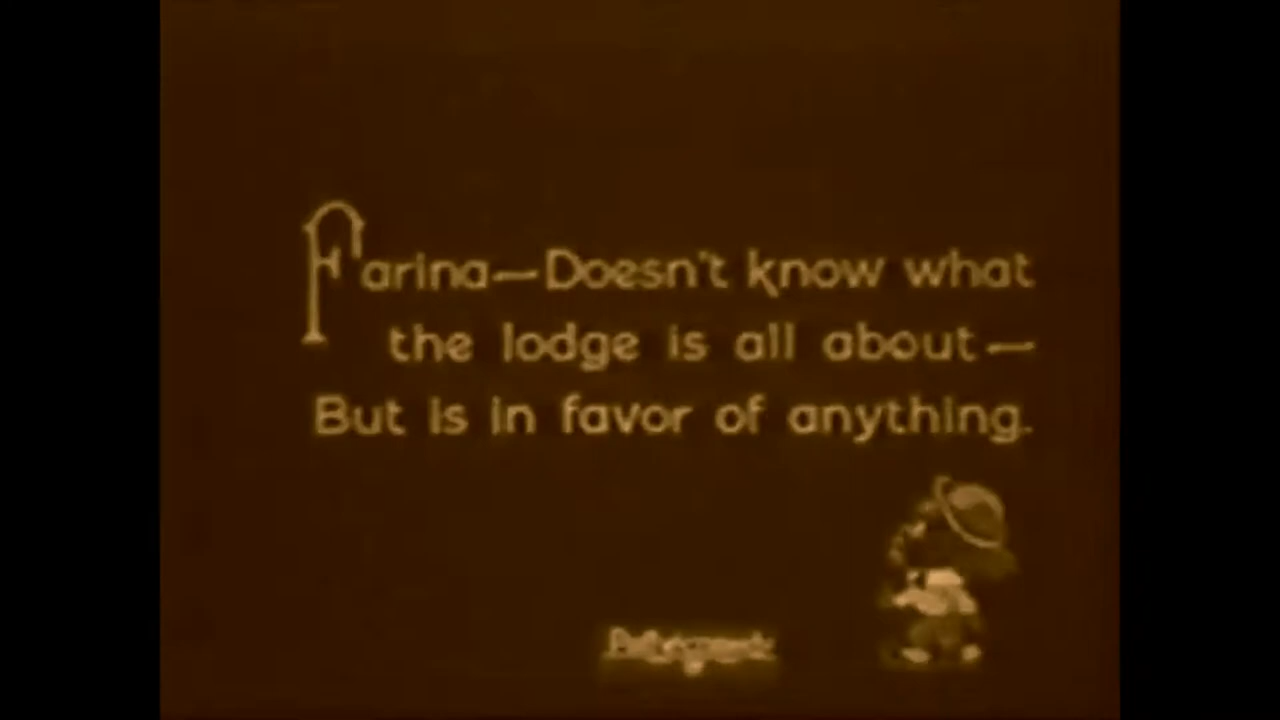 Farina—Doesn't know what
the lodge is all about—
But is in favor of anything.